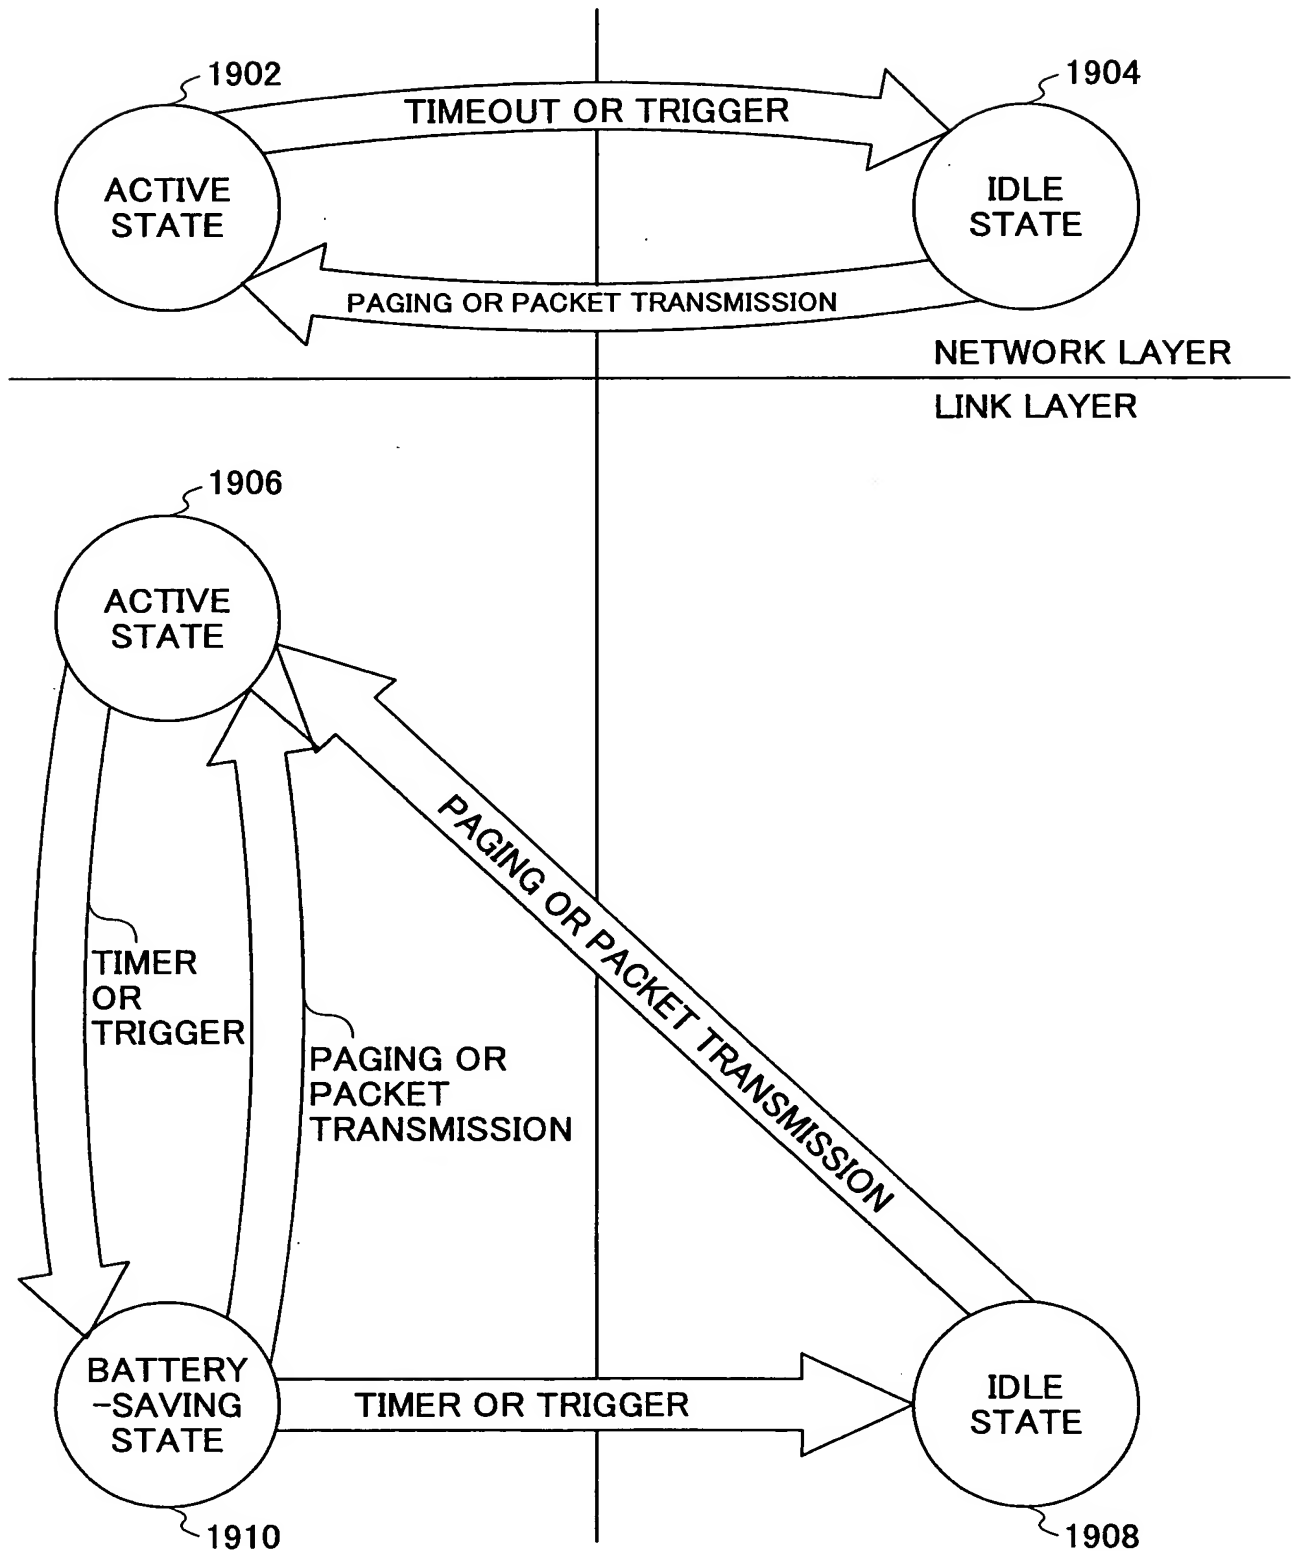 1902
1904
TIMEOUT OR TRIGGER
ACTIVE
STATE
IDLE
STATE
PAGING OR PACKET TRANSMISSION
NETWORK LAYER
LINK LAYER
1906
ACTIVE
STATE
PAGING OR PACKET TRANSMISSION
TIMER
OR
TRIGGER
PAGING OR
PACKET
TRANSMISSION
BATTERY
-SAVING
STATE
TIMER OR TRIGGER
IDLE
STATE
1910
1908